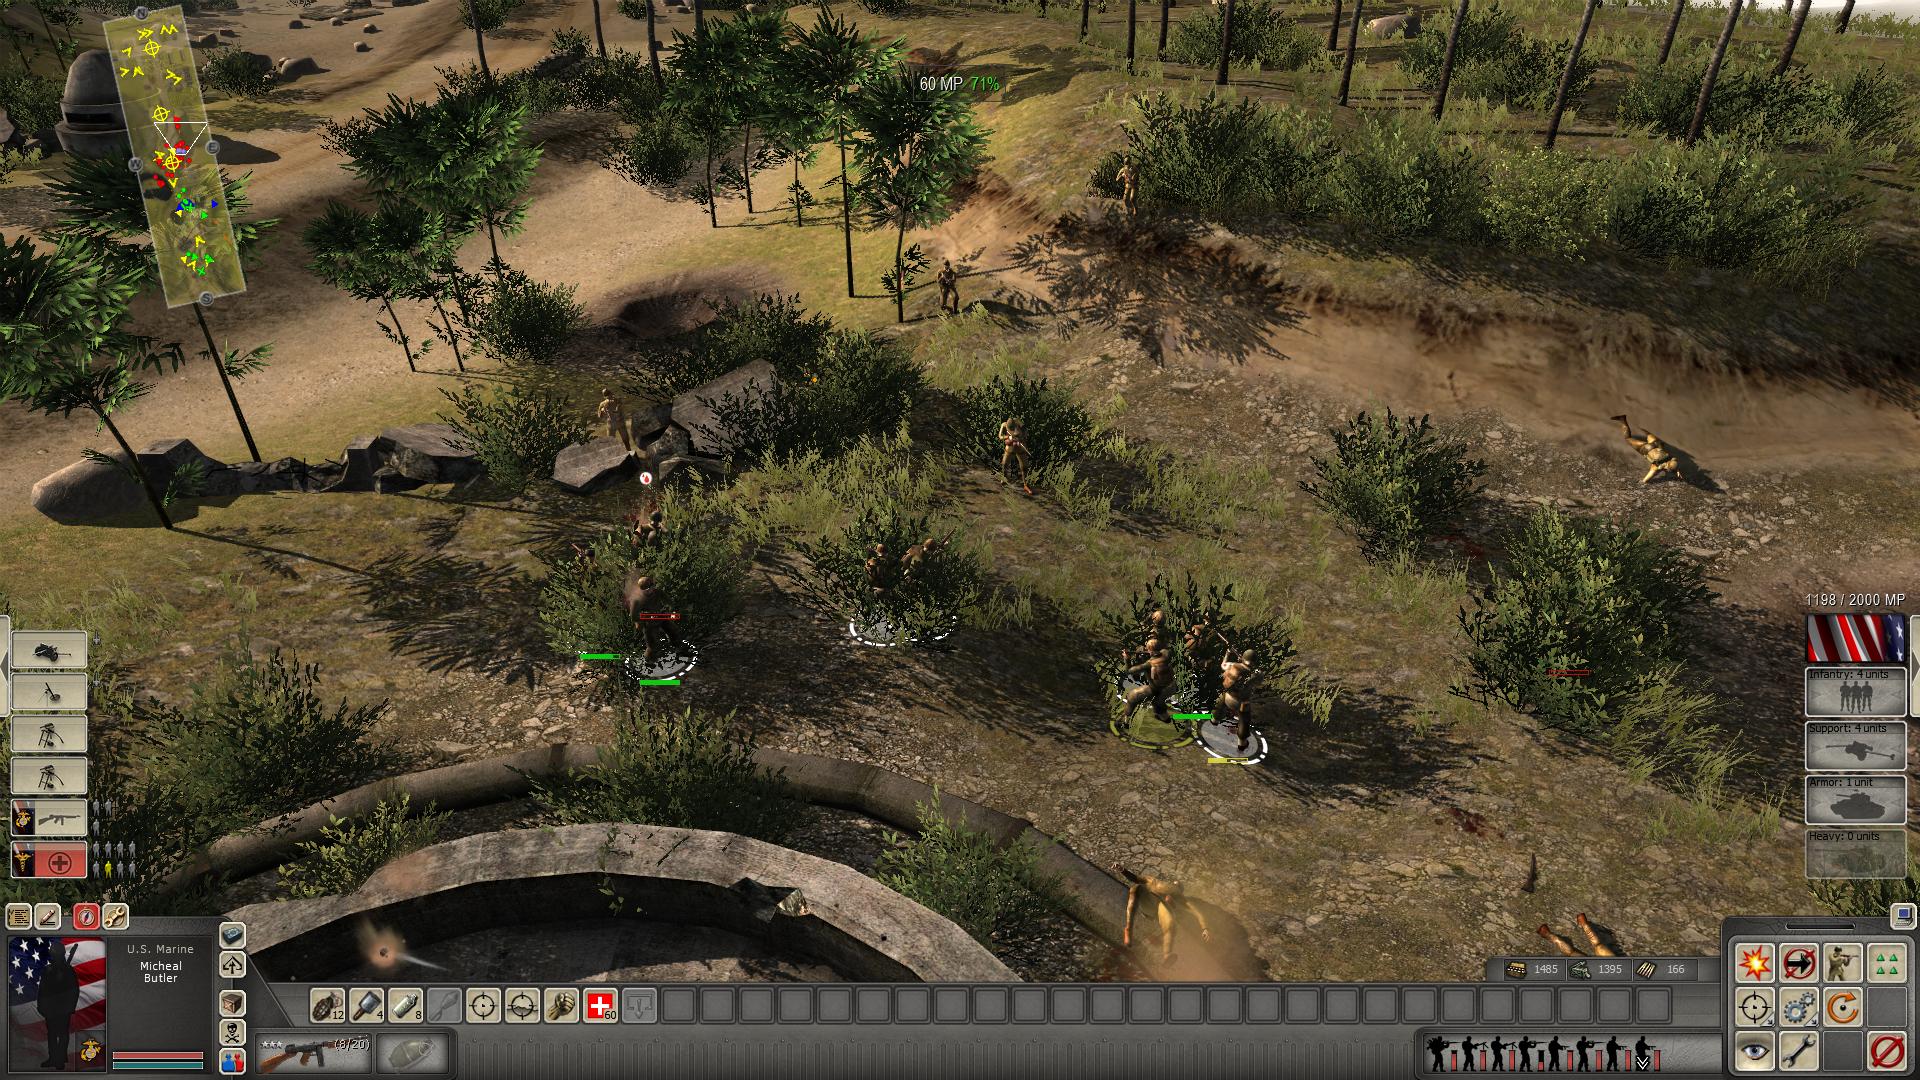 N
60 MP 71%
E
W
S
1198 / 2000 MP
Infantry: 4 units
Support: 4 units
Armor: 1 unit
Heavy: 0 units
U.S. Marine
Micheal
Butler
1485
1395
166
12
4
8
60
(8/20)